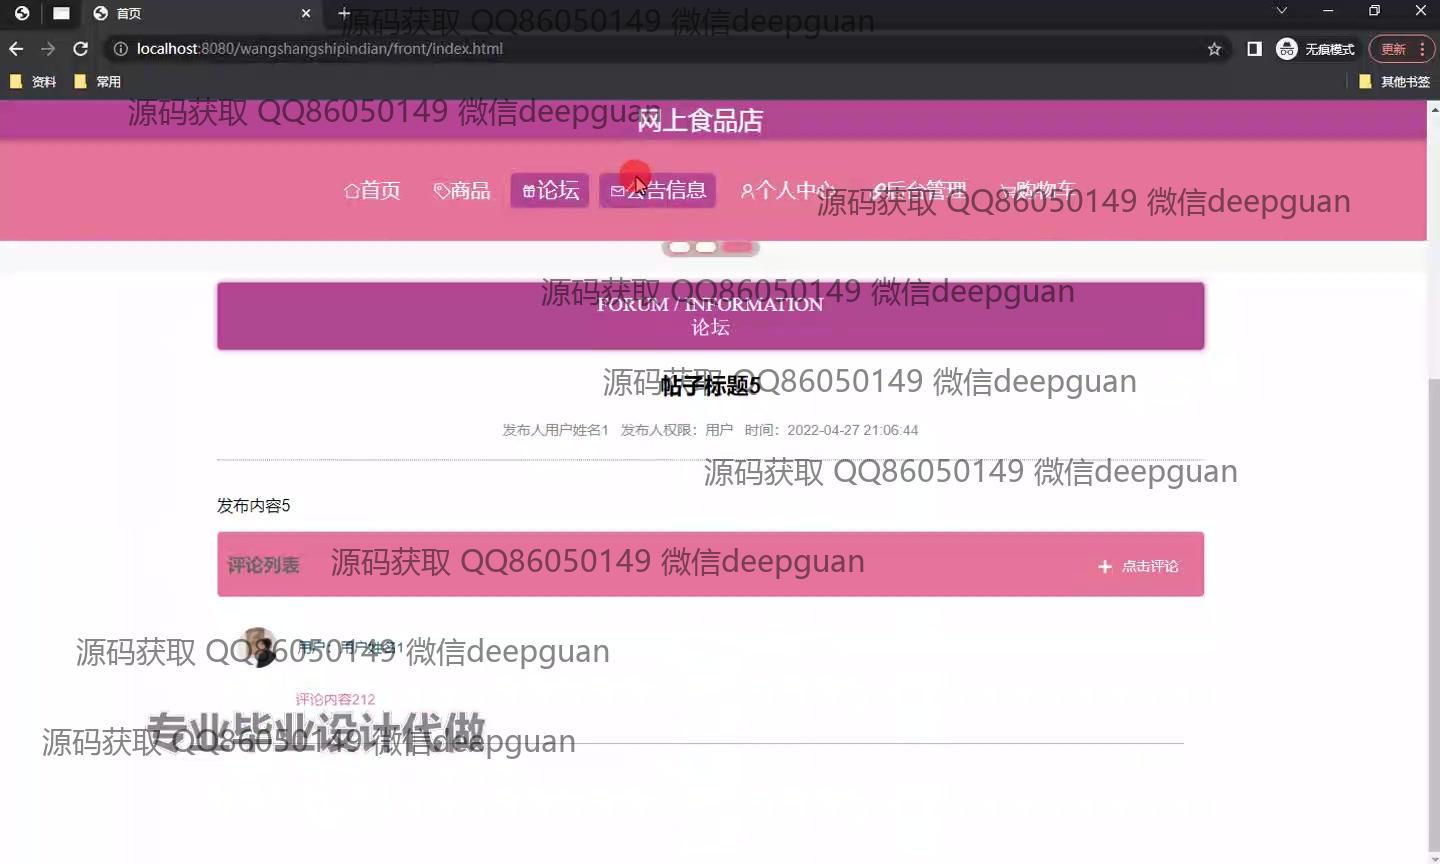 首页
localhost:8080/wangshangshipindian/front/index.html
无痕模式
更新
资料
常用
其他书签
源码获取 QQ86050149 微信deepguan
源码获取 QQ86050149 微信deepguan
网上食品店
首页
商品
论坛
公告信息
个人中心
后台管理
购物车
源码获取 QQ86050149 微信deepguan
源码获取 QQ86050149 微信deepguan
FORUM / INFORMATION
论坛
源码获取 QQ86050149 微信deepguan
帖子标题5
发布人用户姓名1 发布人权限：用户 时间：2022-04-27 21:06:44
源码获取 QQ86050149 微信deepguan
发布内容5
评论列表
源码获取 QQ86050149 微信deepguan
点击评论
用户：用户姓名1
源码获取 QQ86050149 微信deepguan
评论内容212
专业毕业设计代做
源码获取 QQ86050149 微信deepguan